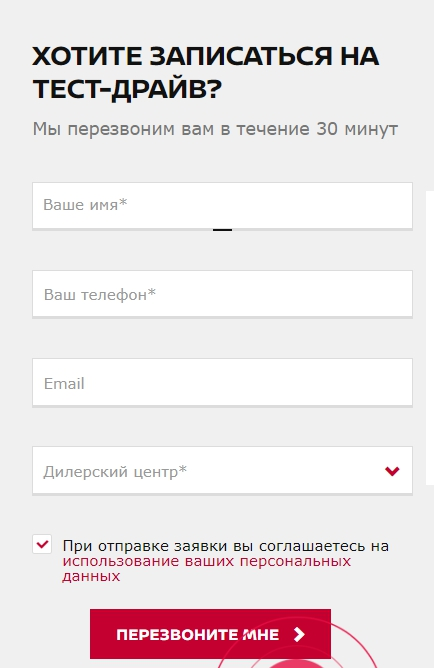 ХОТИТЕ ЗАПИСАТЬСЯ НА
ТЕСТ-ДРАЙВ?
Мы перезвоним вам в течение 30 минут
Ваше имя*
Ваш телефон*
Email
Дилерский центр*
При отправке заявки вы соглашаетесь на
использование ваших персональных
данных
ПЕРЕЗВОНИТЕ МНЕ